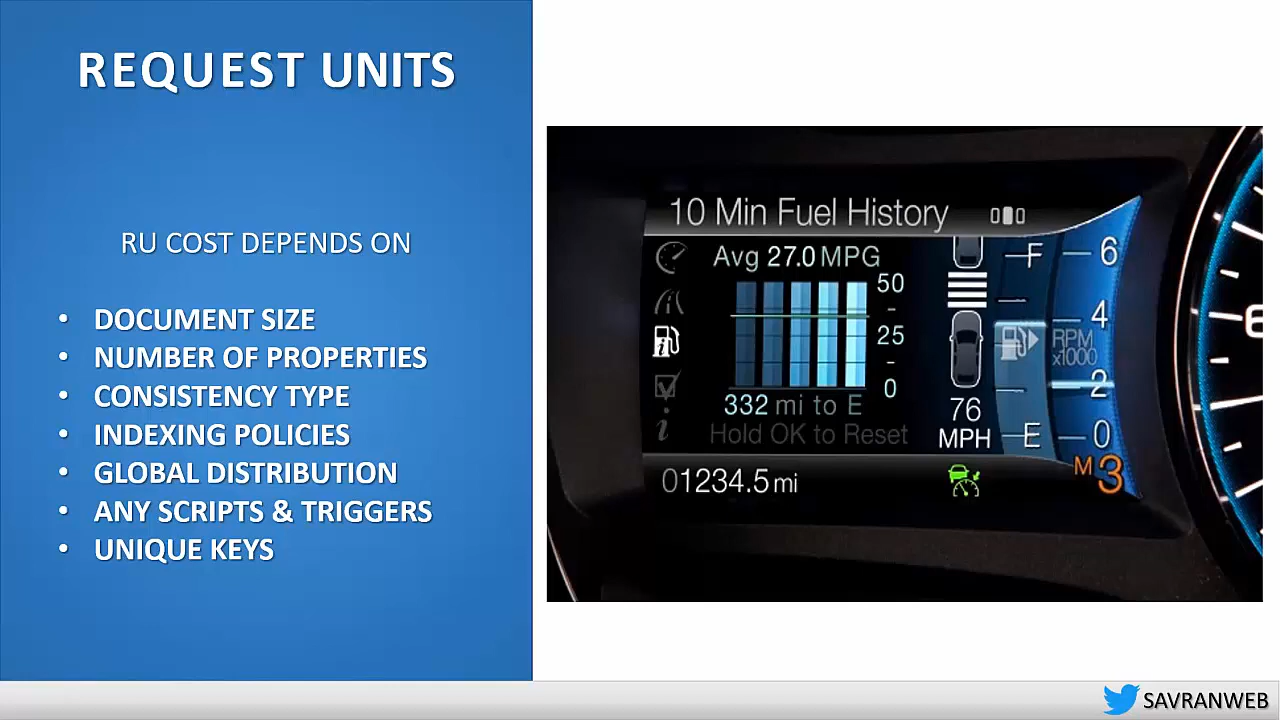 REQUEST UNITS
RU COST DEPENDS ON
• DOCUMENT SIZE
• NUMBER OF PROPERTIES
• CONSISTENCY TYPE
• INDEXING POLICIES
• GLOBAL DISTRIBUTION
• ANY SCRIPTS & TRIGGERS
• UNIQUE KEYS
10 Min Fuel History
Avg 27.0 MPG
50
25
0
332 mi to E
Hold OK to Reset
01234.5 mi
76
MPH
F
E
6
4
RPM
x1000
2
0
M3
6
SAVRANWEB